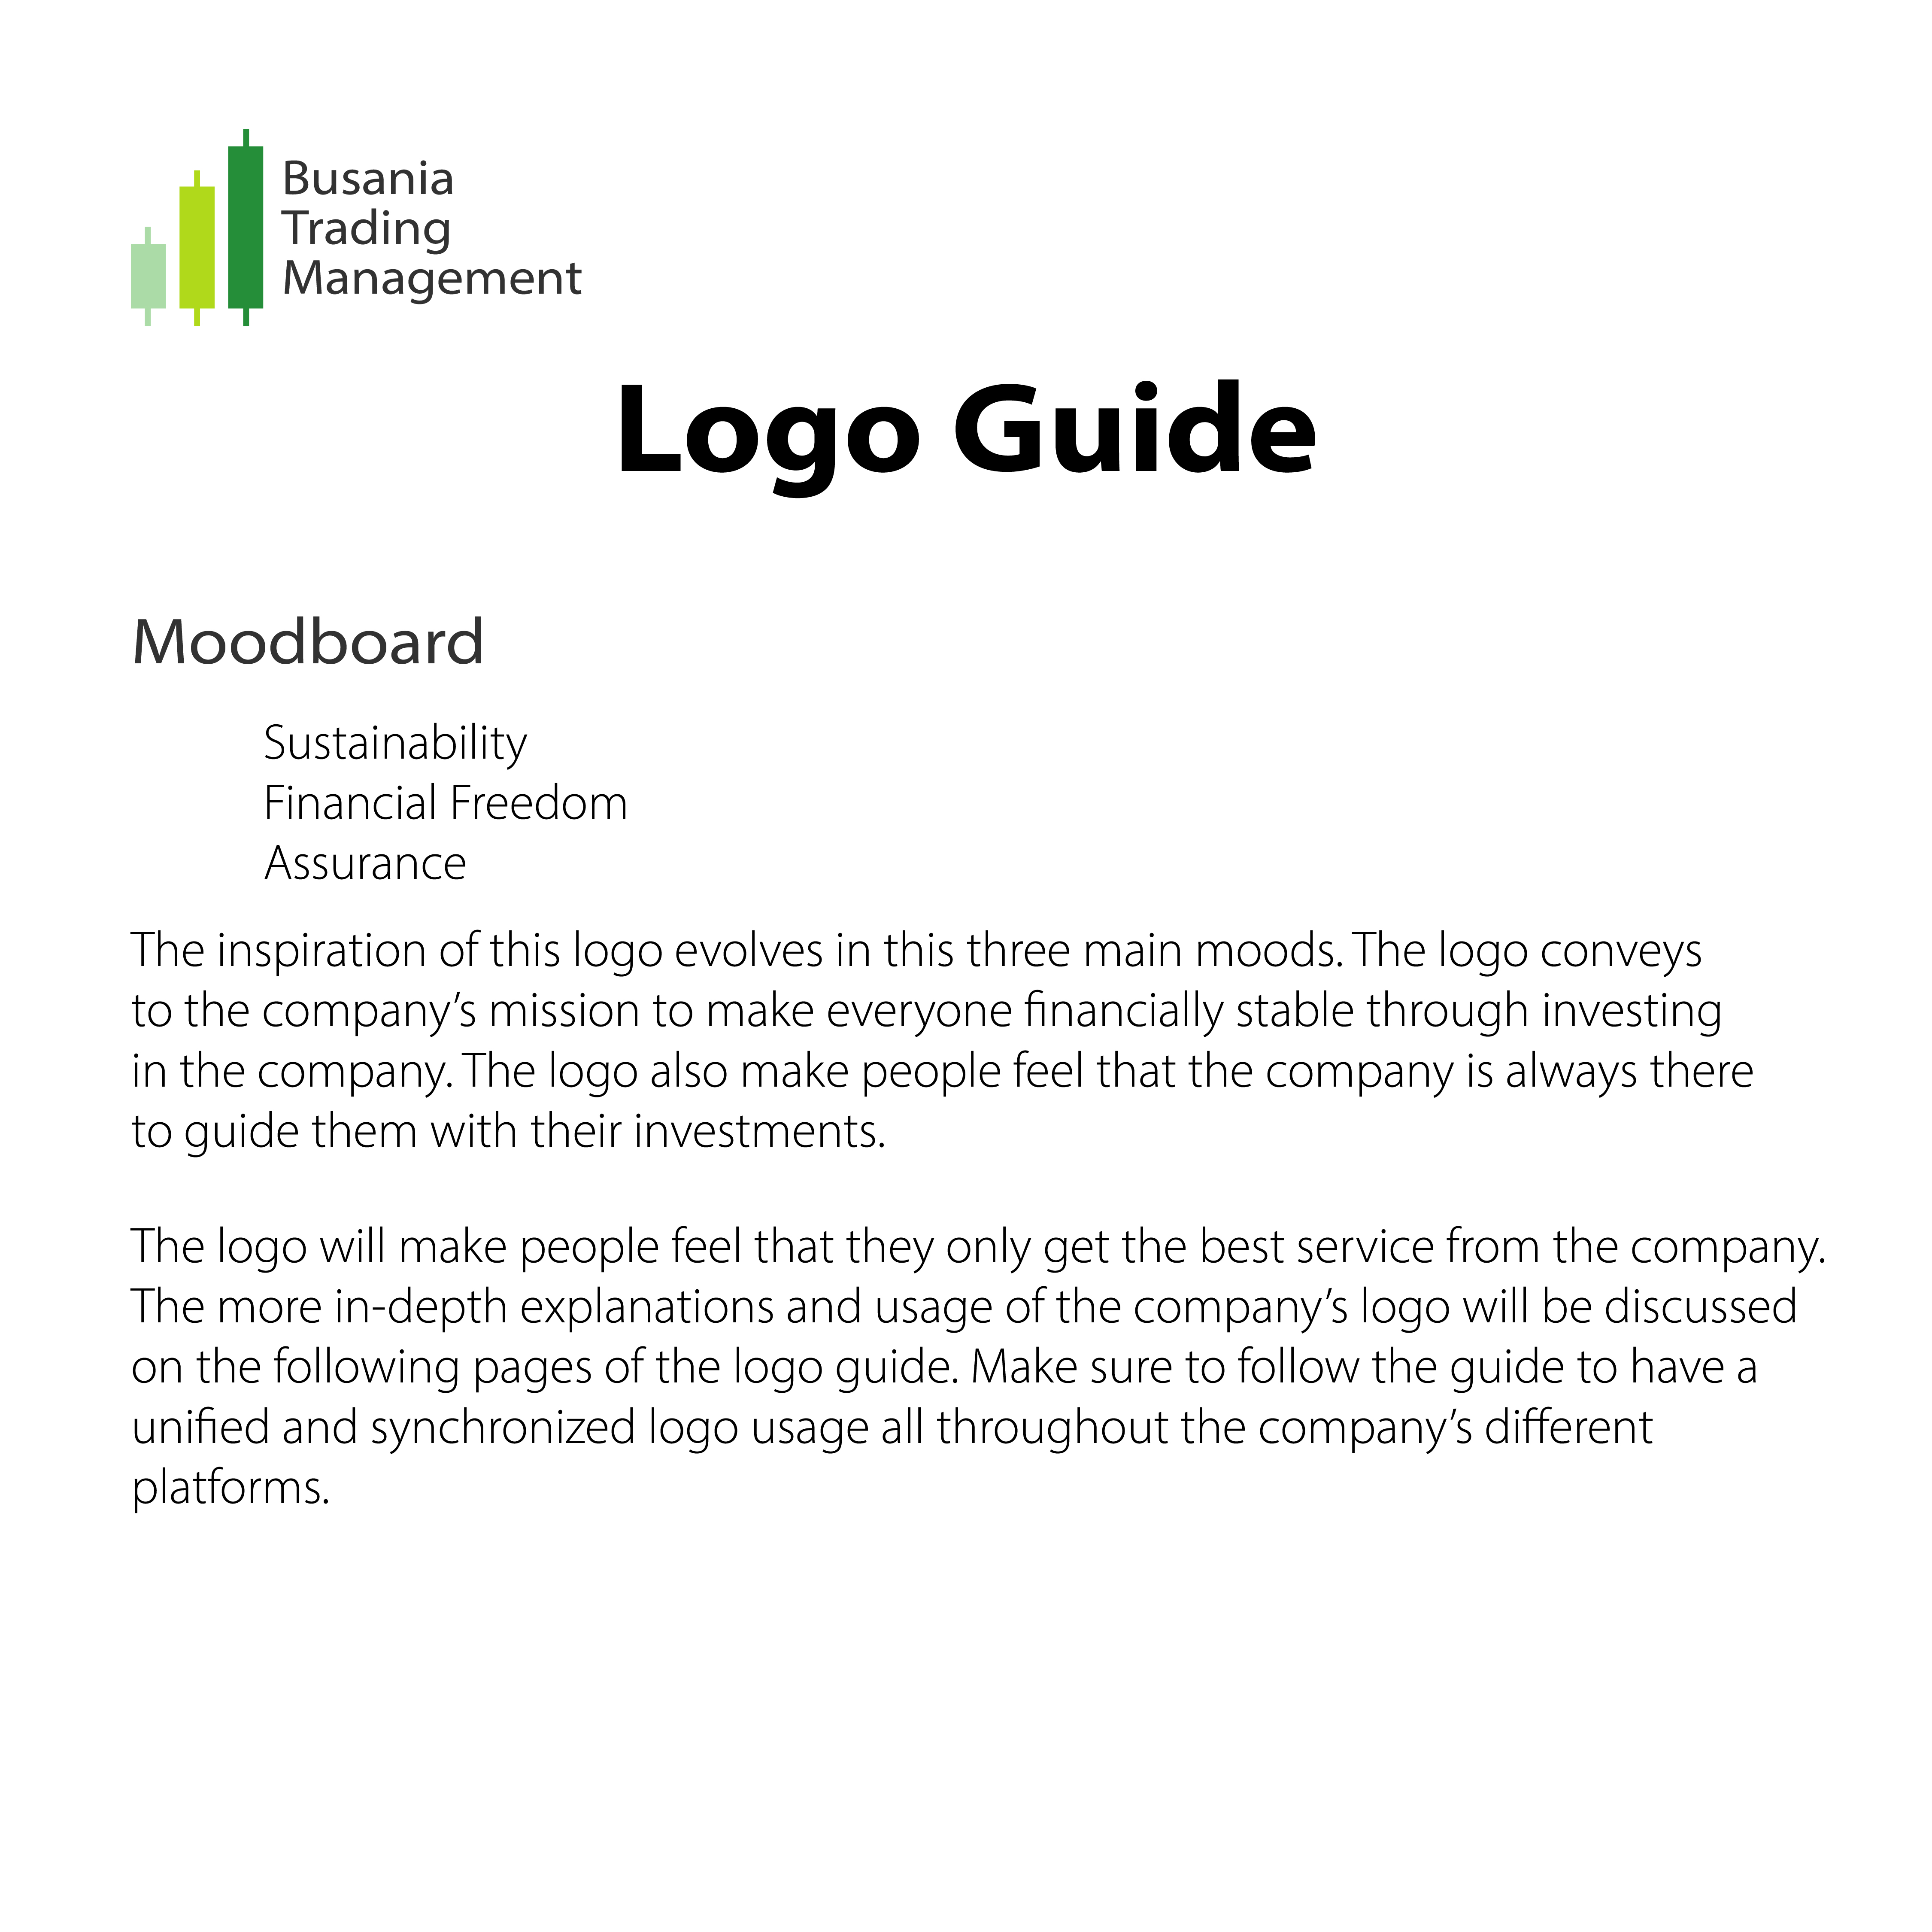 Busania
Trading
Management
Logo Guide
Moodboard
Sustainability
Financial Freedom
Assurance
The inspiration of this logo evolves in this three main moods. The logo conveys
to the company’s mission to make everyone financially stable through investing
in the company. The logo also make people feel that the company is always there
to guide them with their investments.
The logo will make people feel that they only get the best service from the company.
The more in-depth explanations and usage of the company’s logo will be discussed
on the following pages of the logo guide. Make sure to follow the guide to have a
unified and synchronized logo usage all throughout the company’s different
platforms.